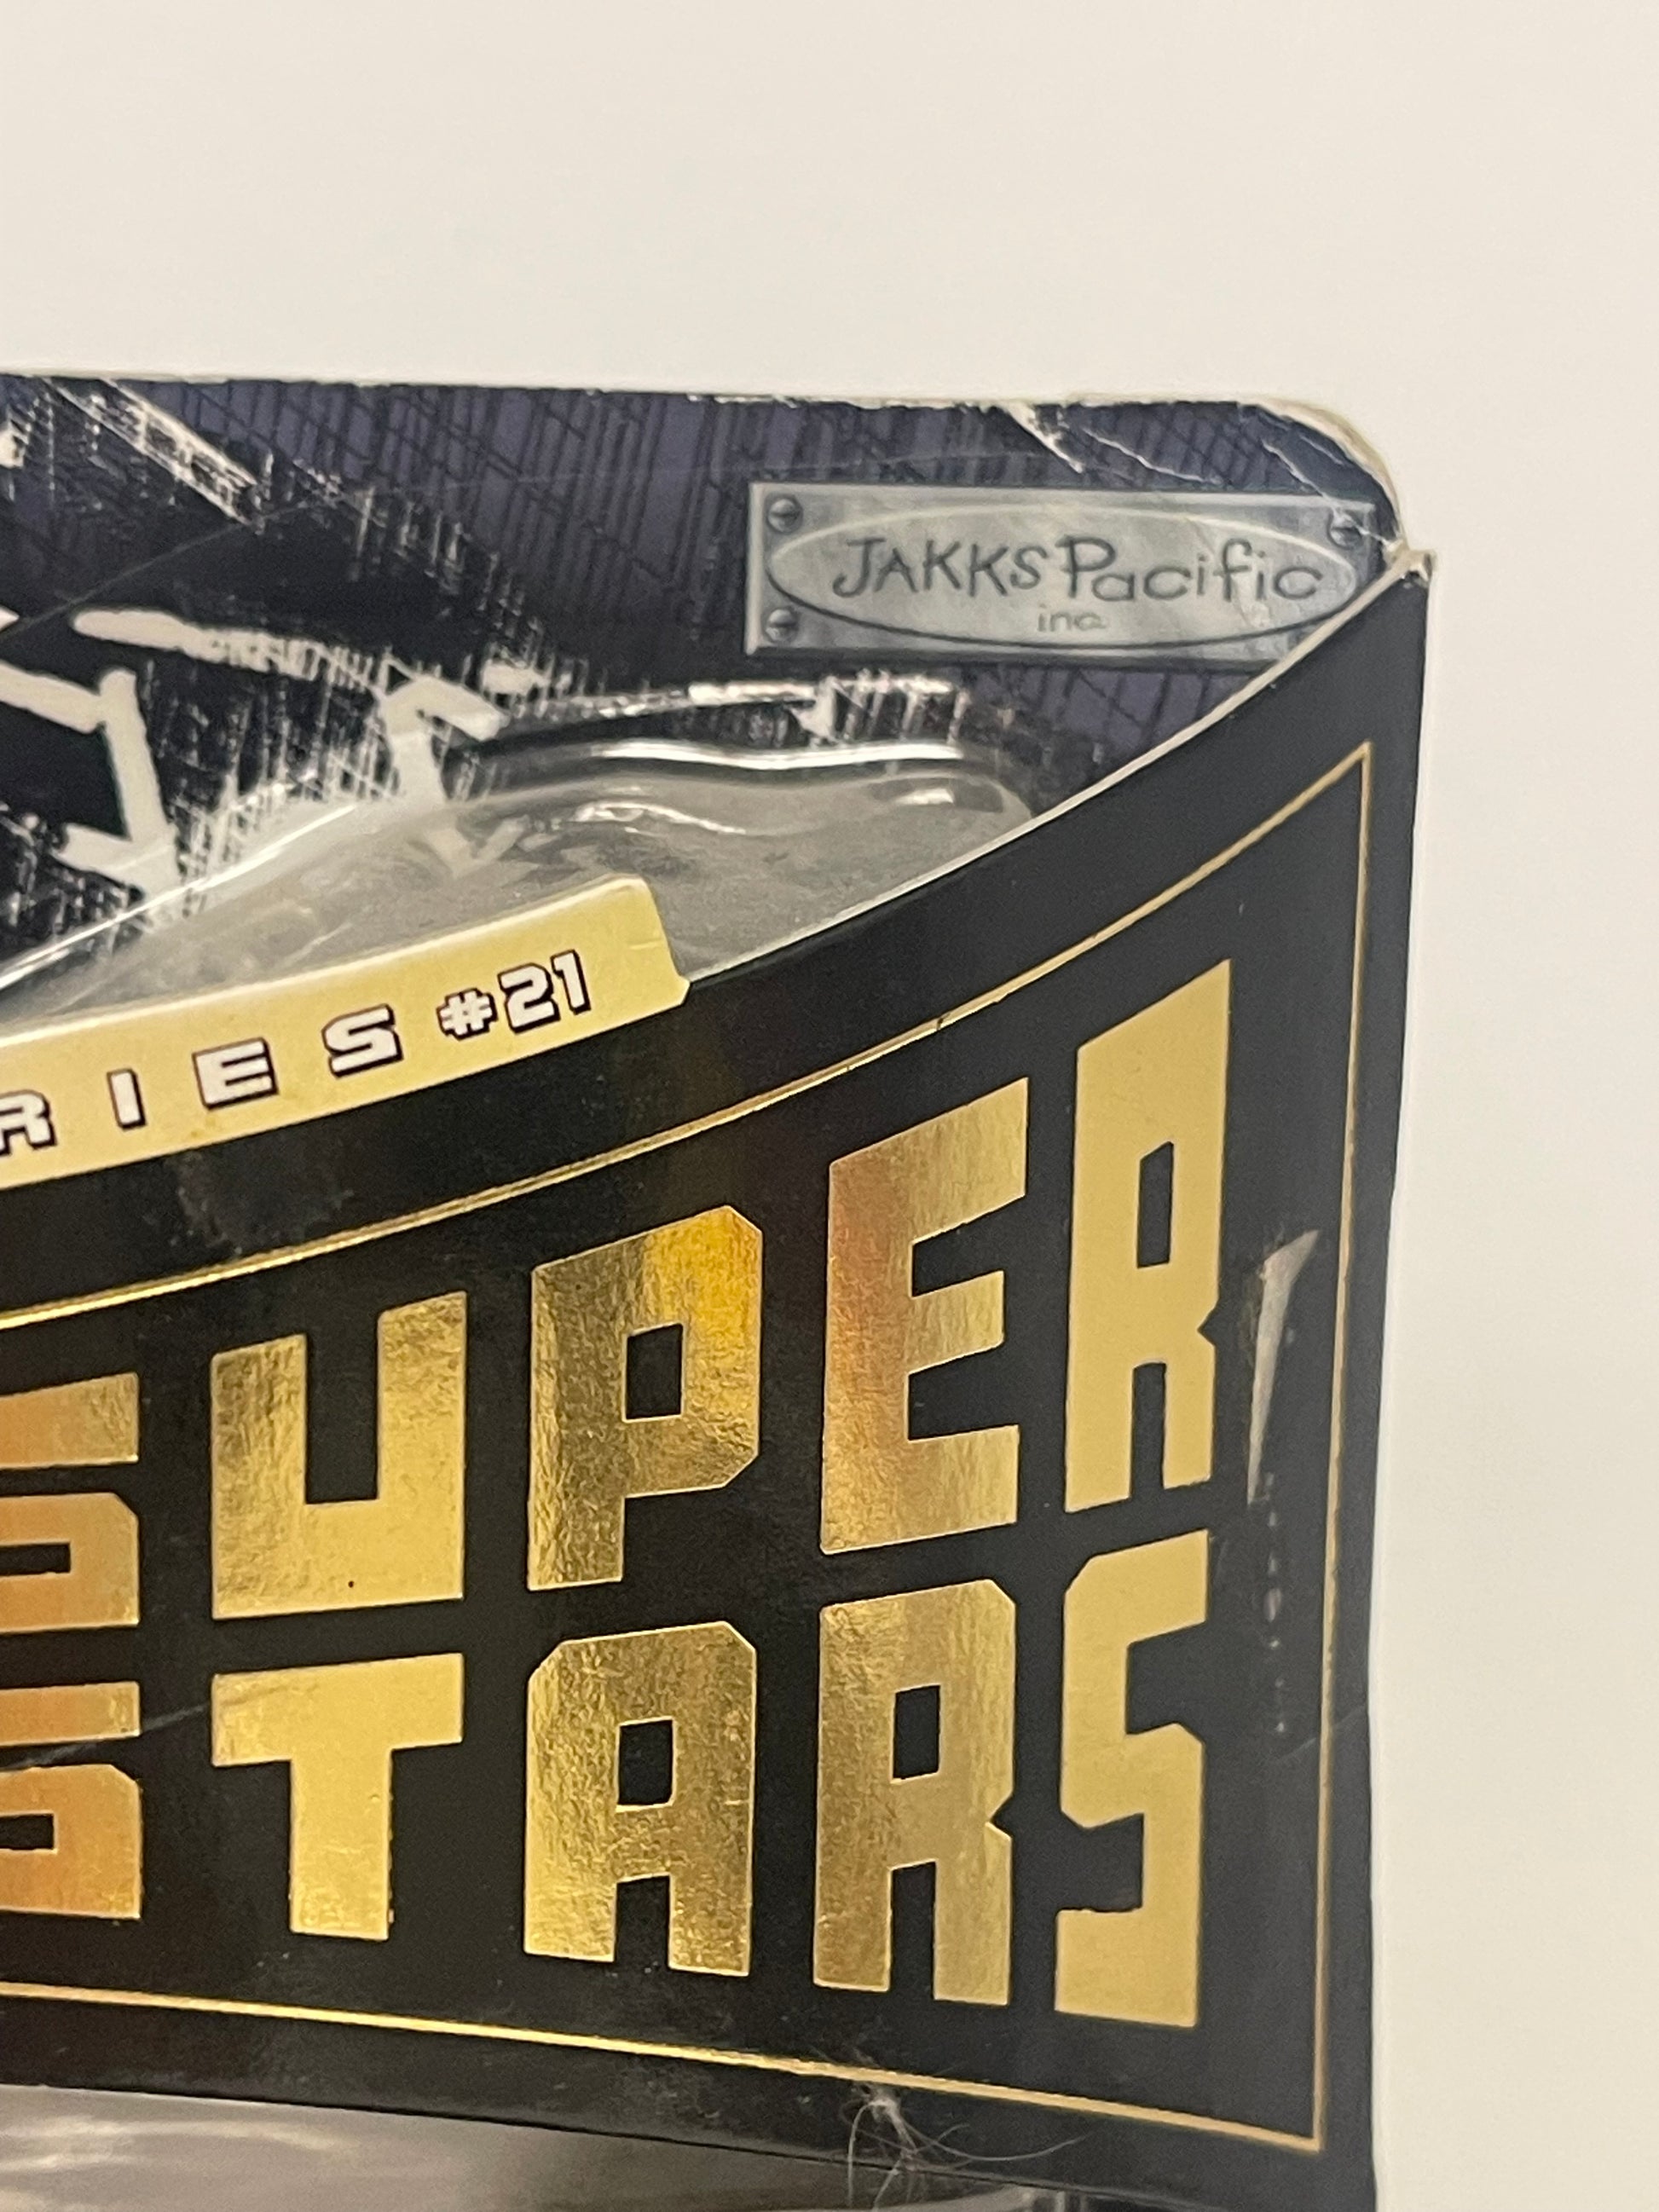 JAKKS Pacific
inc.
RIES #21
SUPER
STARS